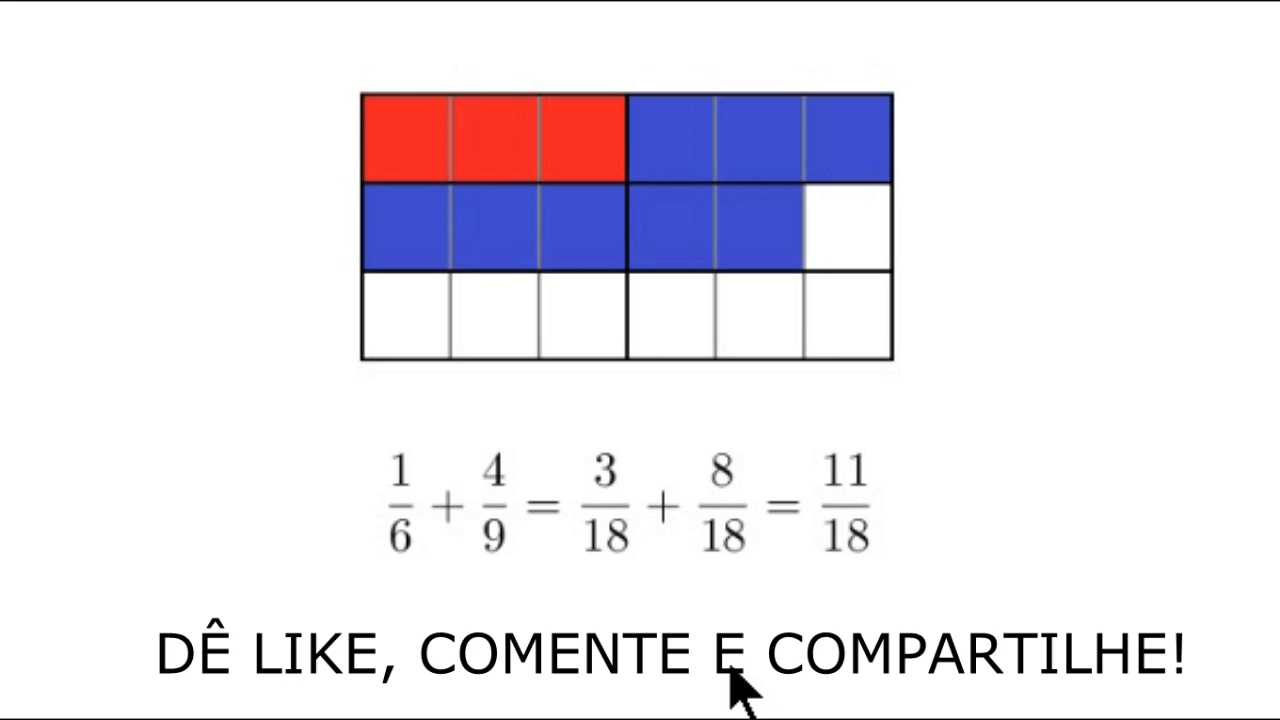 1/6 + 4/9 = 3/18 + 8/18 = 11/18
DÊ LIKE, COMENTE E COMPARTILHE!